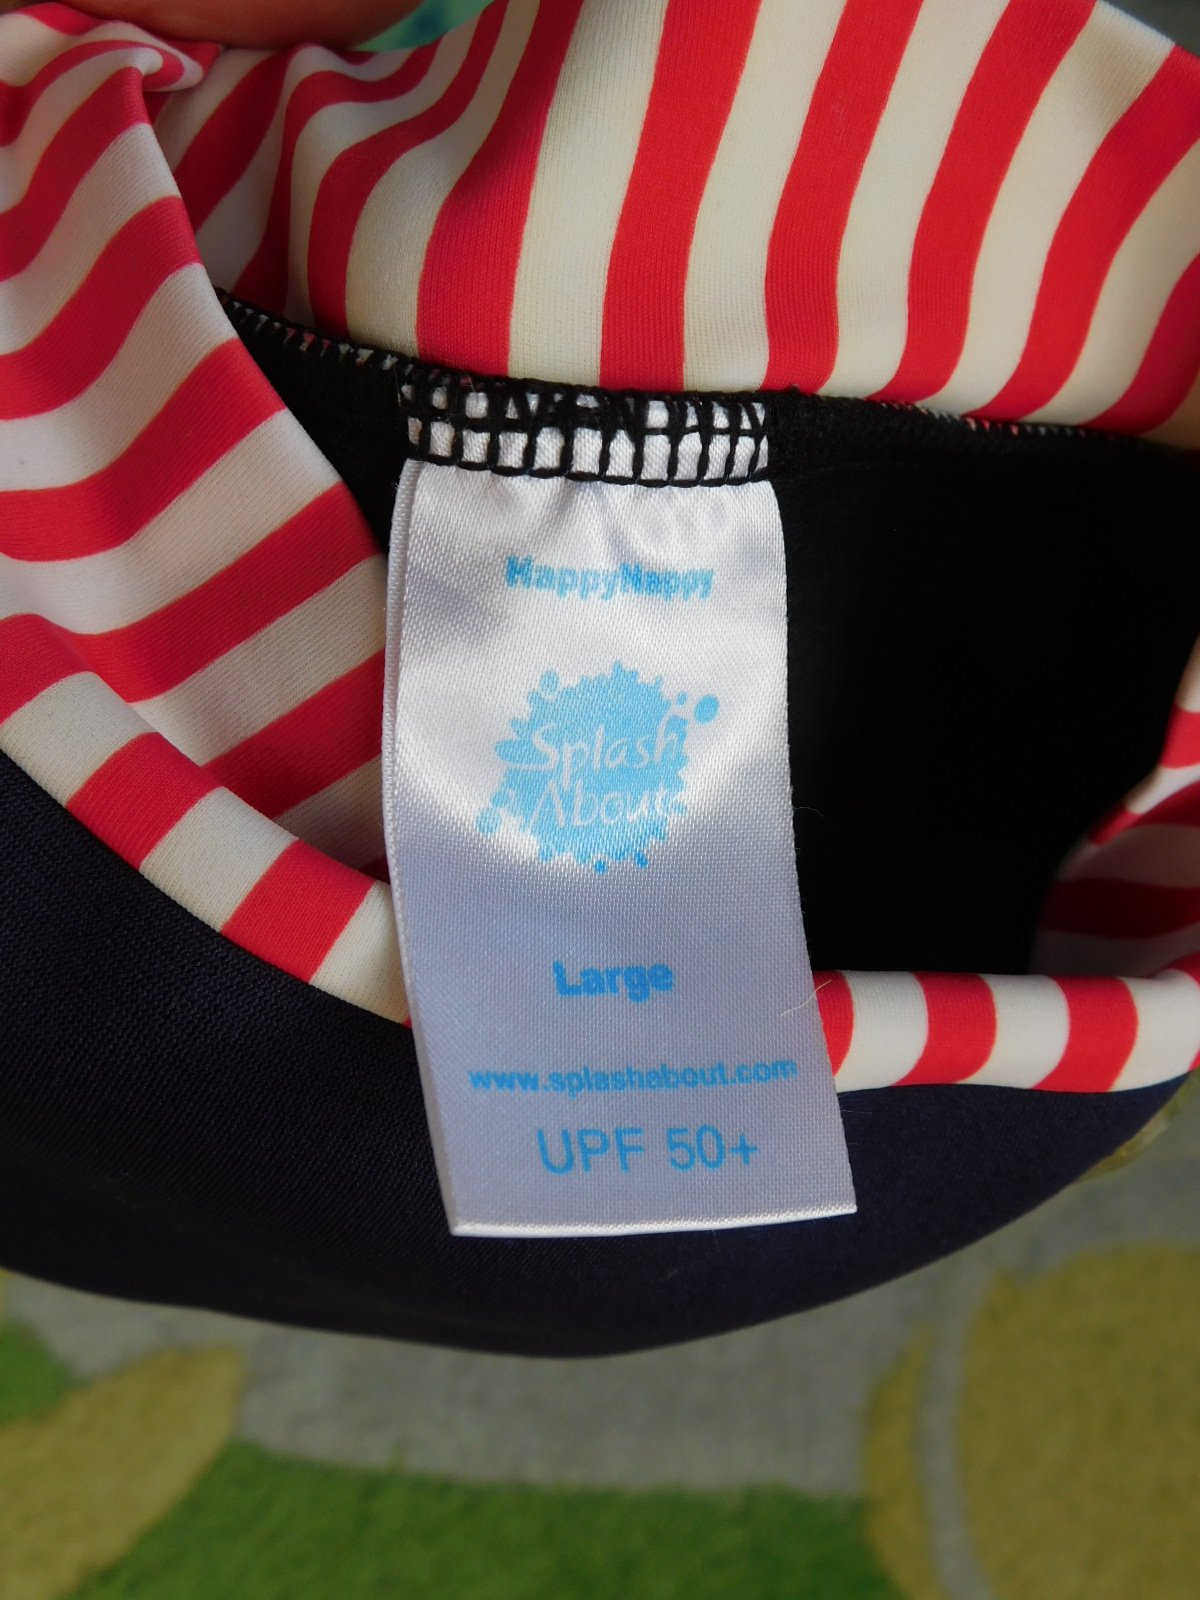 HappyNappy
Splash
About
Large
www.splashabout.com
UPF 50+